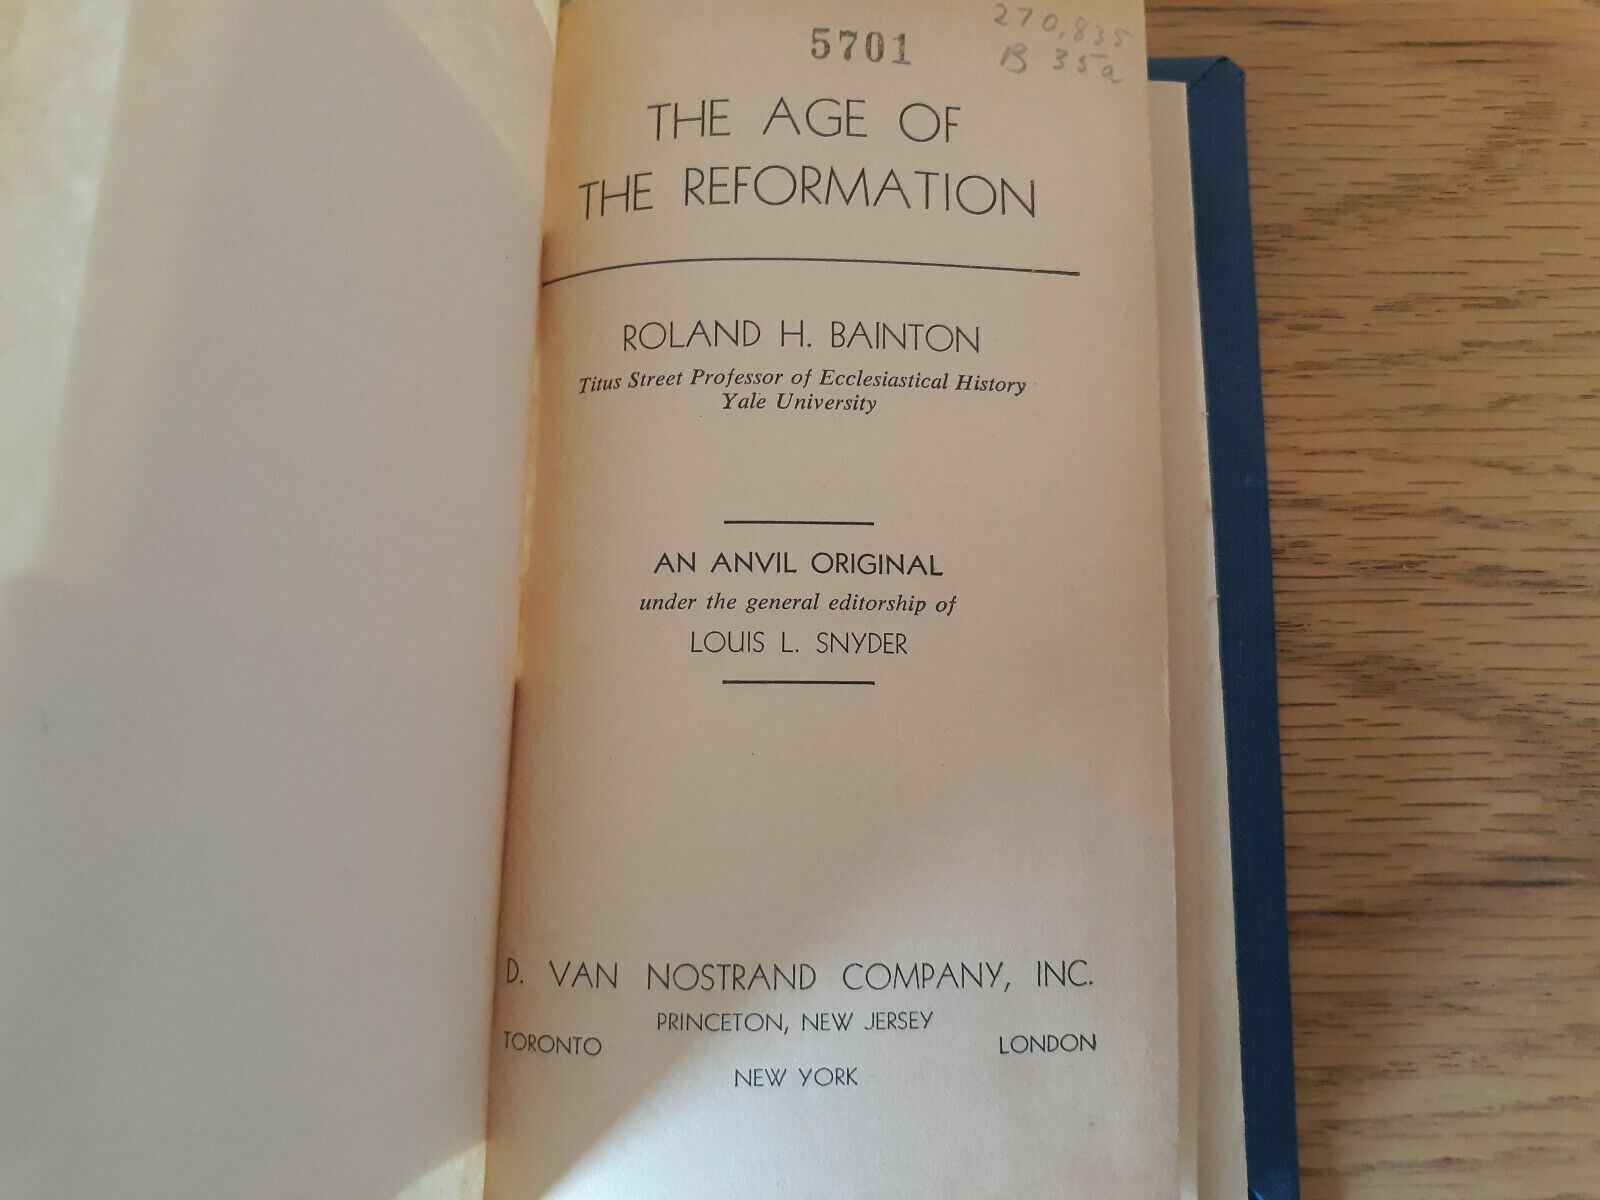 5701
270.835
B 35a
THE AGE OF
THE REFORMATION
ROLAND H. BAINTON
Titus Street Professor of Ecclesiastical History
Yale University
AN ANVIL ORIGINAL
under the general editorship of
LOUIS L. SNYDER
D. VAN NOSTRAND COMPANY, INC.
PRINCETON, NEW JERSEY
TORONTO LONDON
NEW YORK